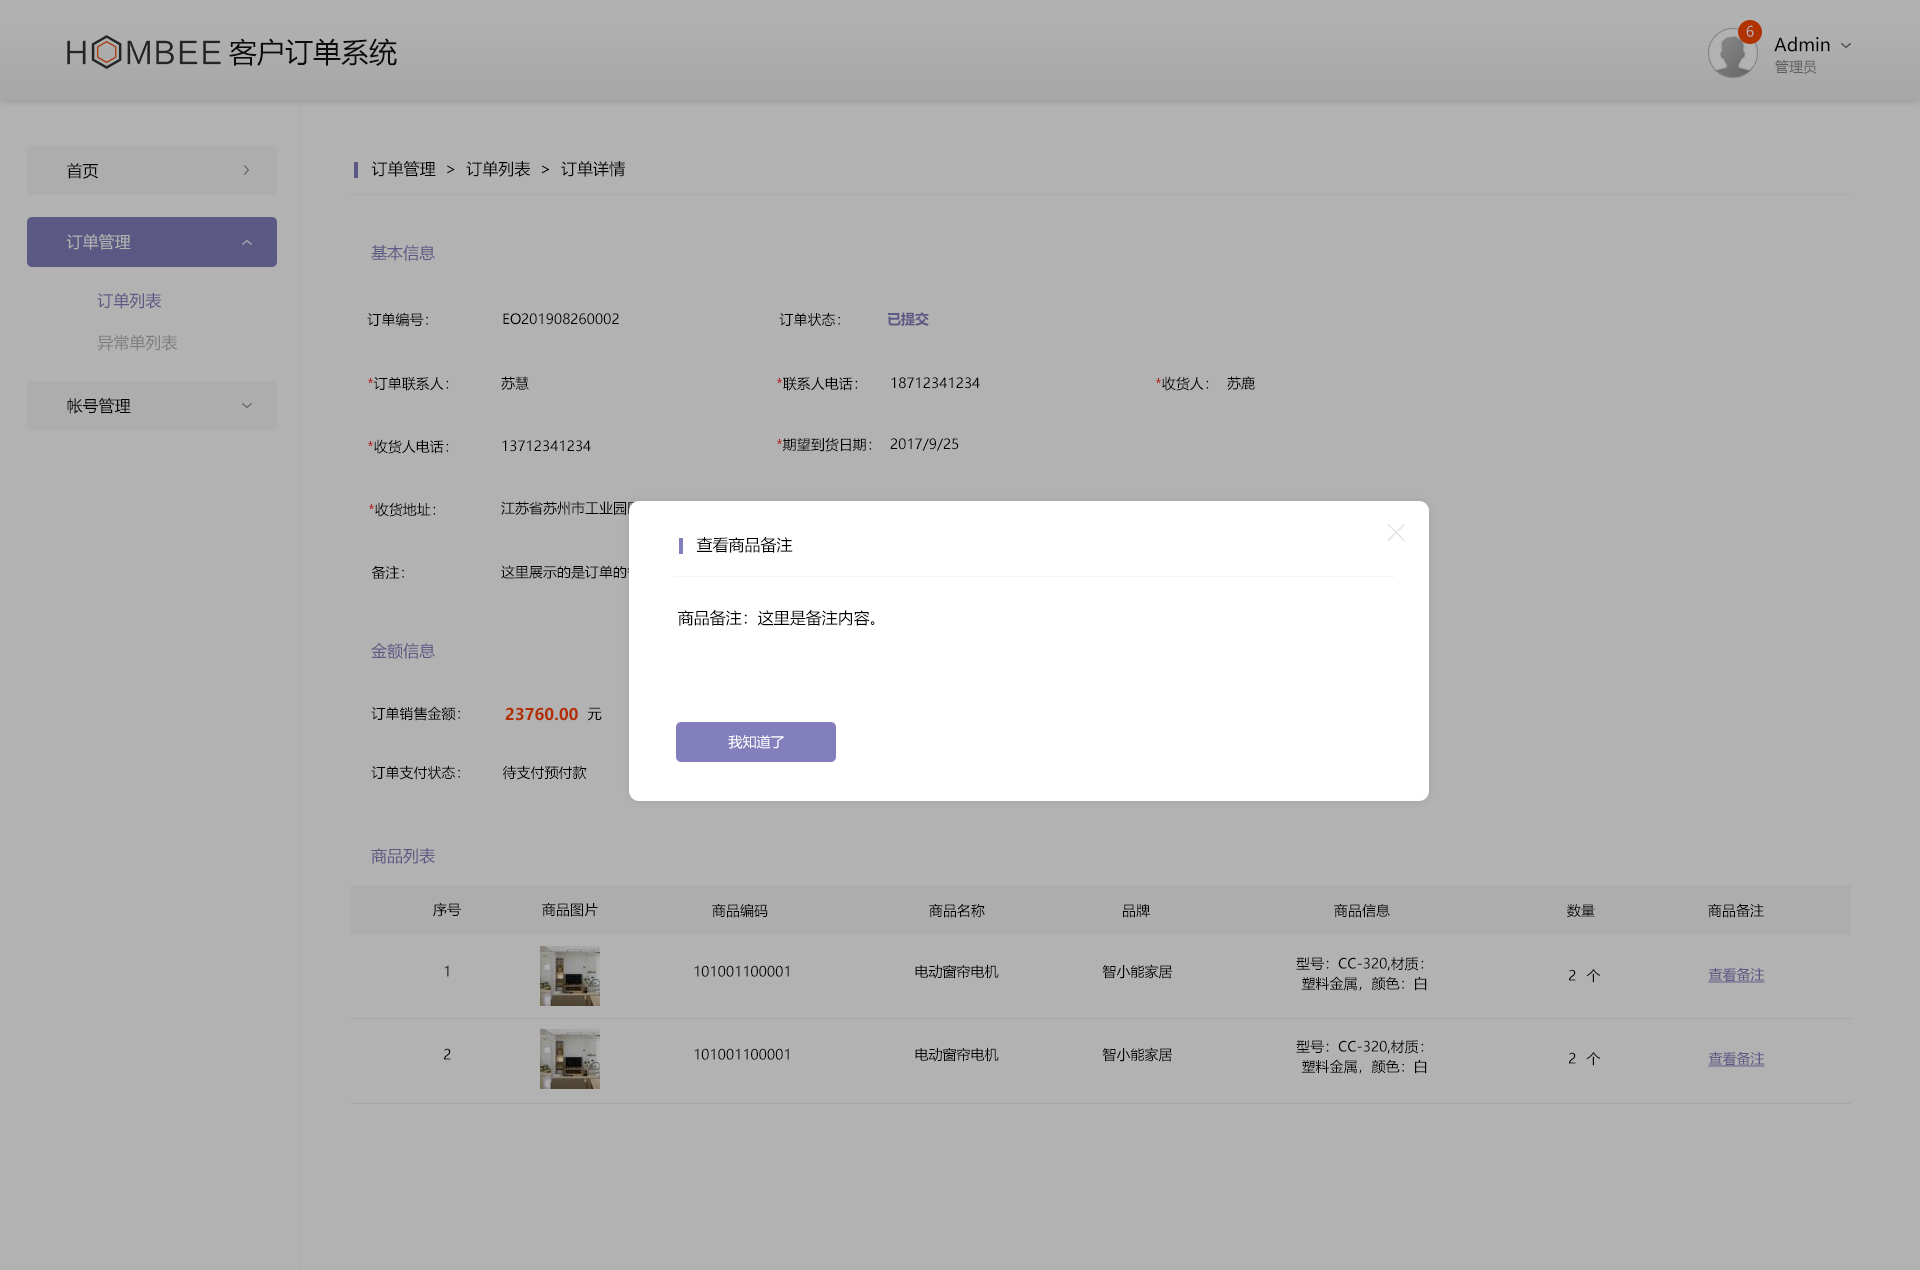 HOMBEE 客户订单系统
6
Admin
管理员
首页
订单管理
订单列表
异常单列表
帐号管理
订单管理 > 订单列表 > 订单详情
基本信息
订单编号： EO201908260002 订单状态： 已提交
*订单联系人： 苏慧 *联系人电话： 18712341234 *收货人： 苏鹿
*收货人电话： 13712341234 *期望到货日期： 2017/9/25
*收货地址： 江苏省苏州市工业园
备注： 这里展示的是订单的
查看商品备注
商品备注：这里是备注内容。
我知道了
金额信息
订单销售金额： 23760.00 元
订单支付状态： 待支付预付款
商品列表
序号 商品图片 商品编码 商品名称 品牌 商品信息 数量 商品备注
1 101001100001 电动窗帘电机 智小能家居 型号：CC-320,材质：
塑料金属，颜色：白 2 个 查看备注
2 101001100001 电动窗帘电机 智小能家居 型号：CC-320,材质：
塑料金属，颜色：白 2 个 查看备注